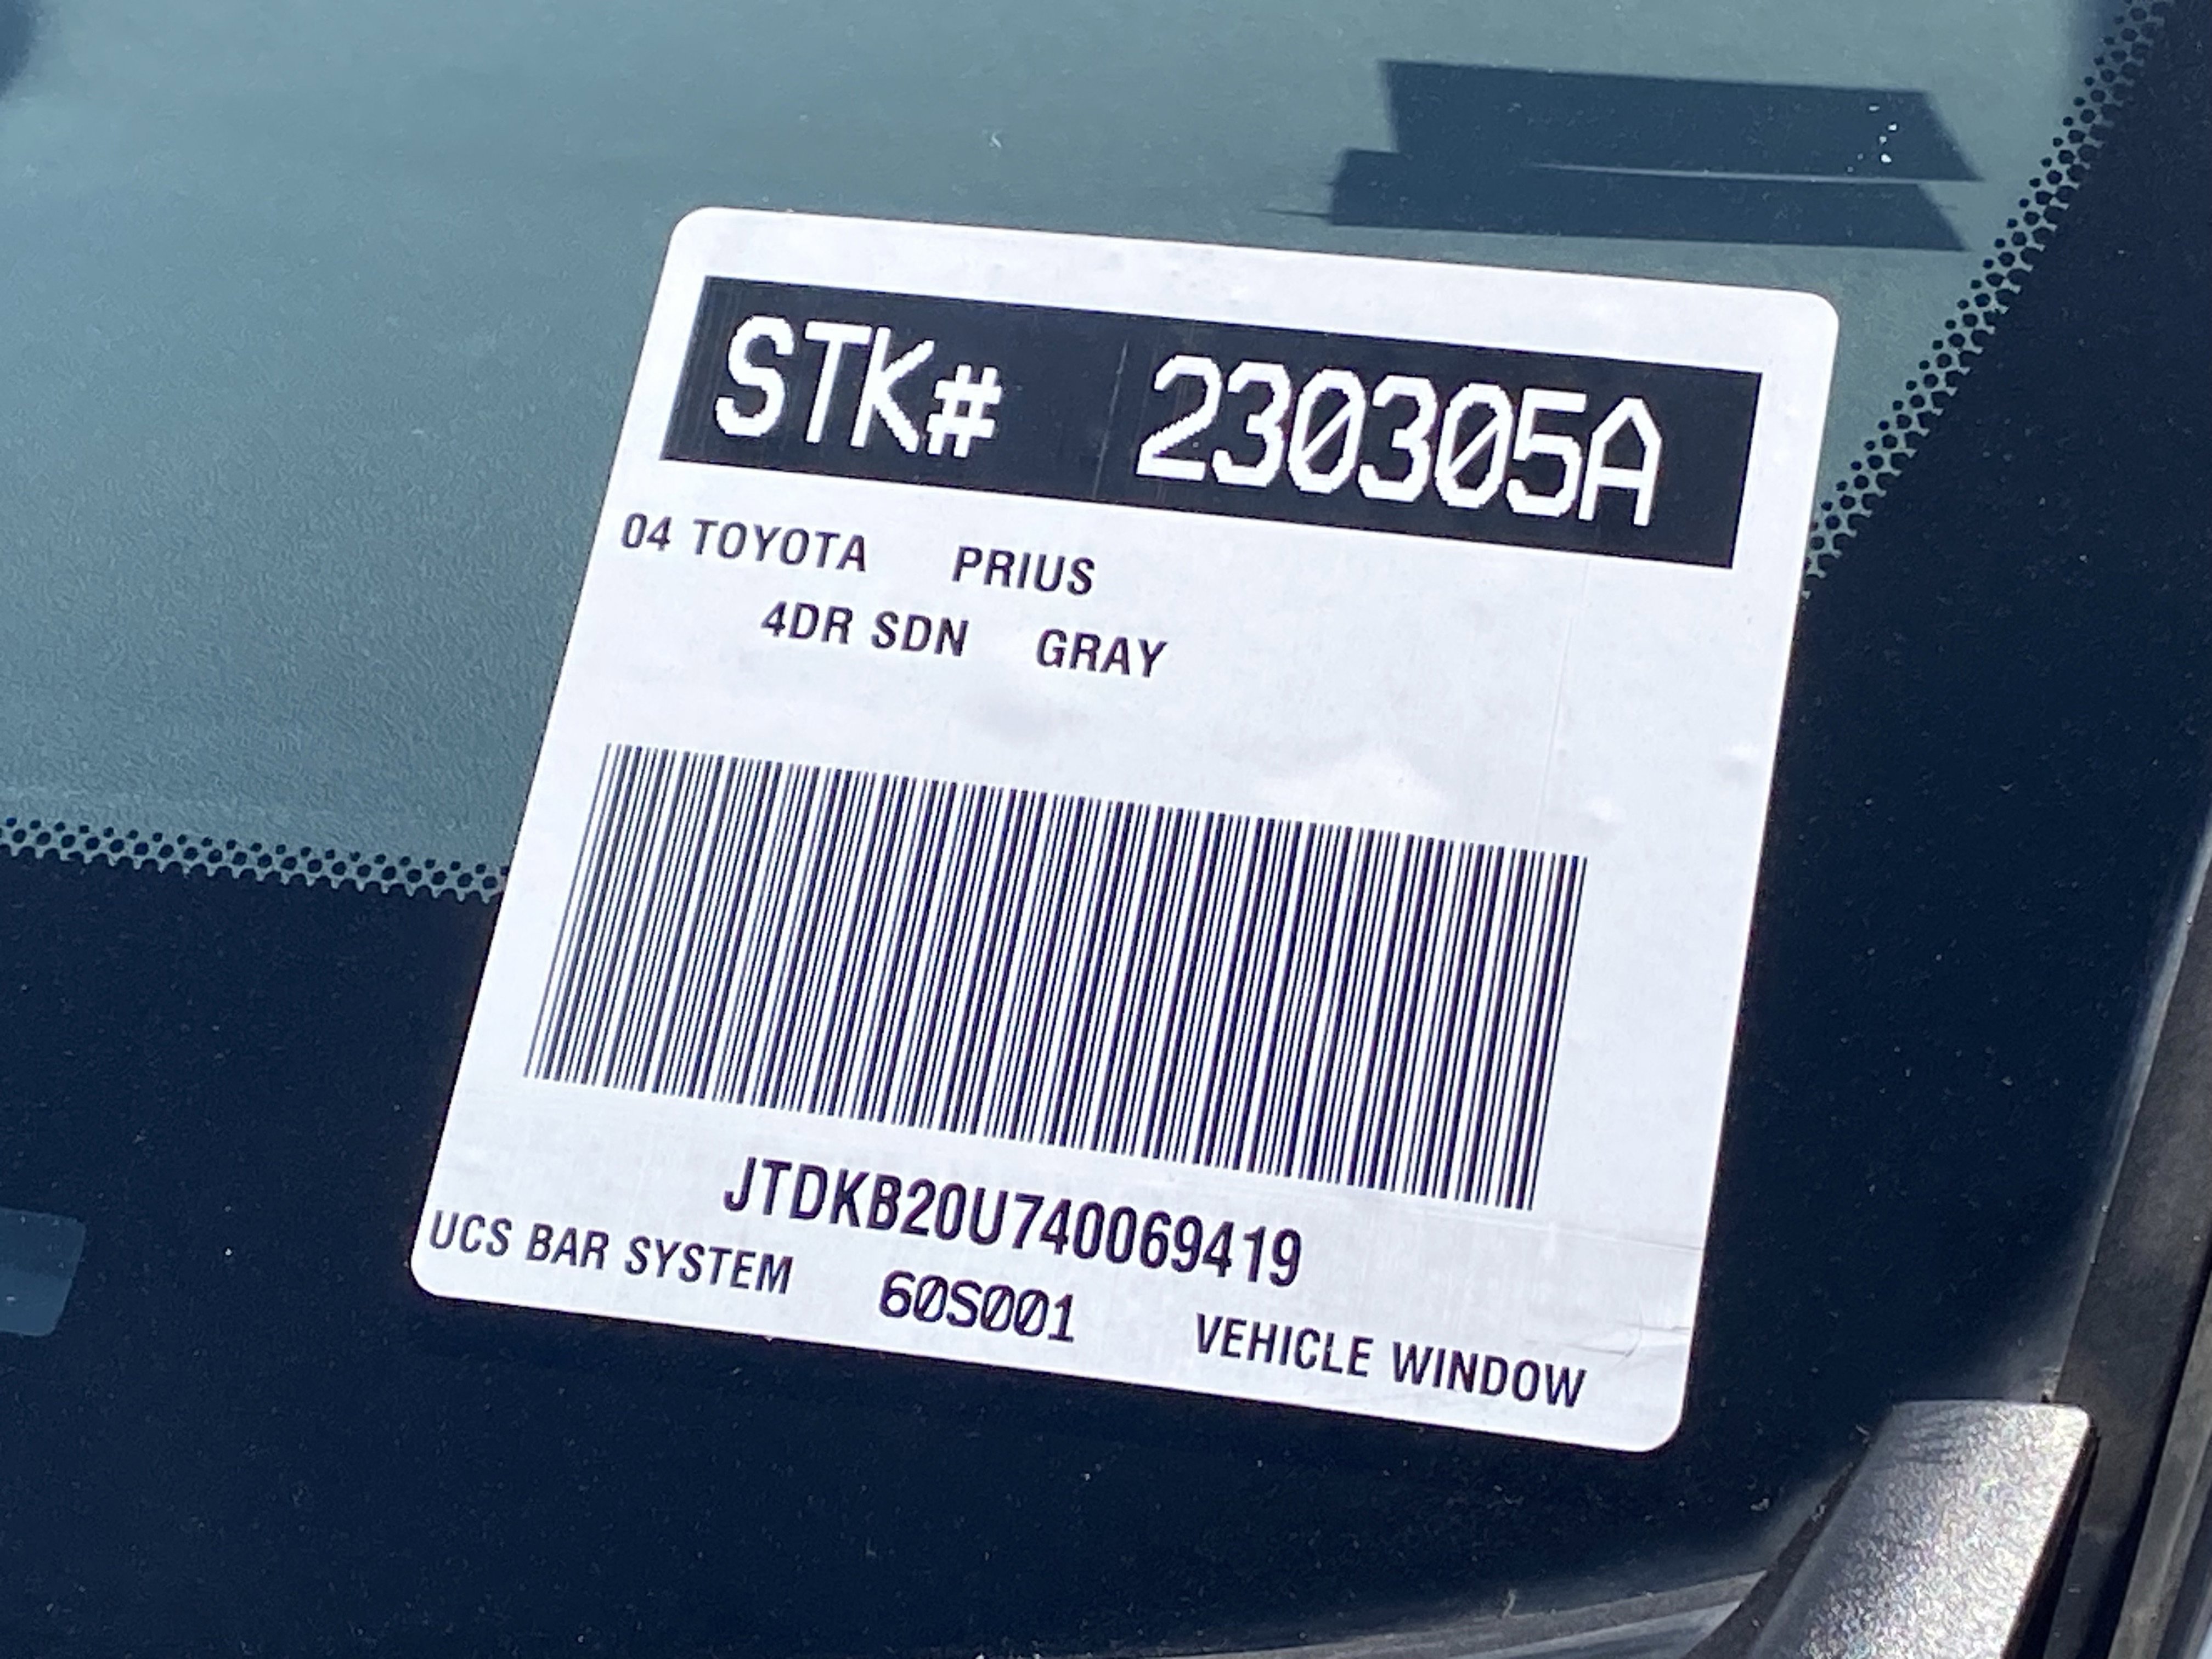 STK# 230305A
04 TOYOTA PRIUS
4DR SDN GRAY
JTDKB20U740069419
UCS BAR SYSTEM 60S001 VEHICLE WINDOW